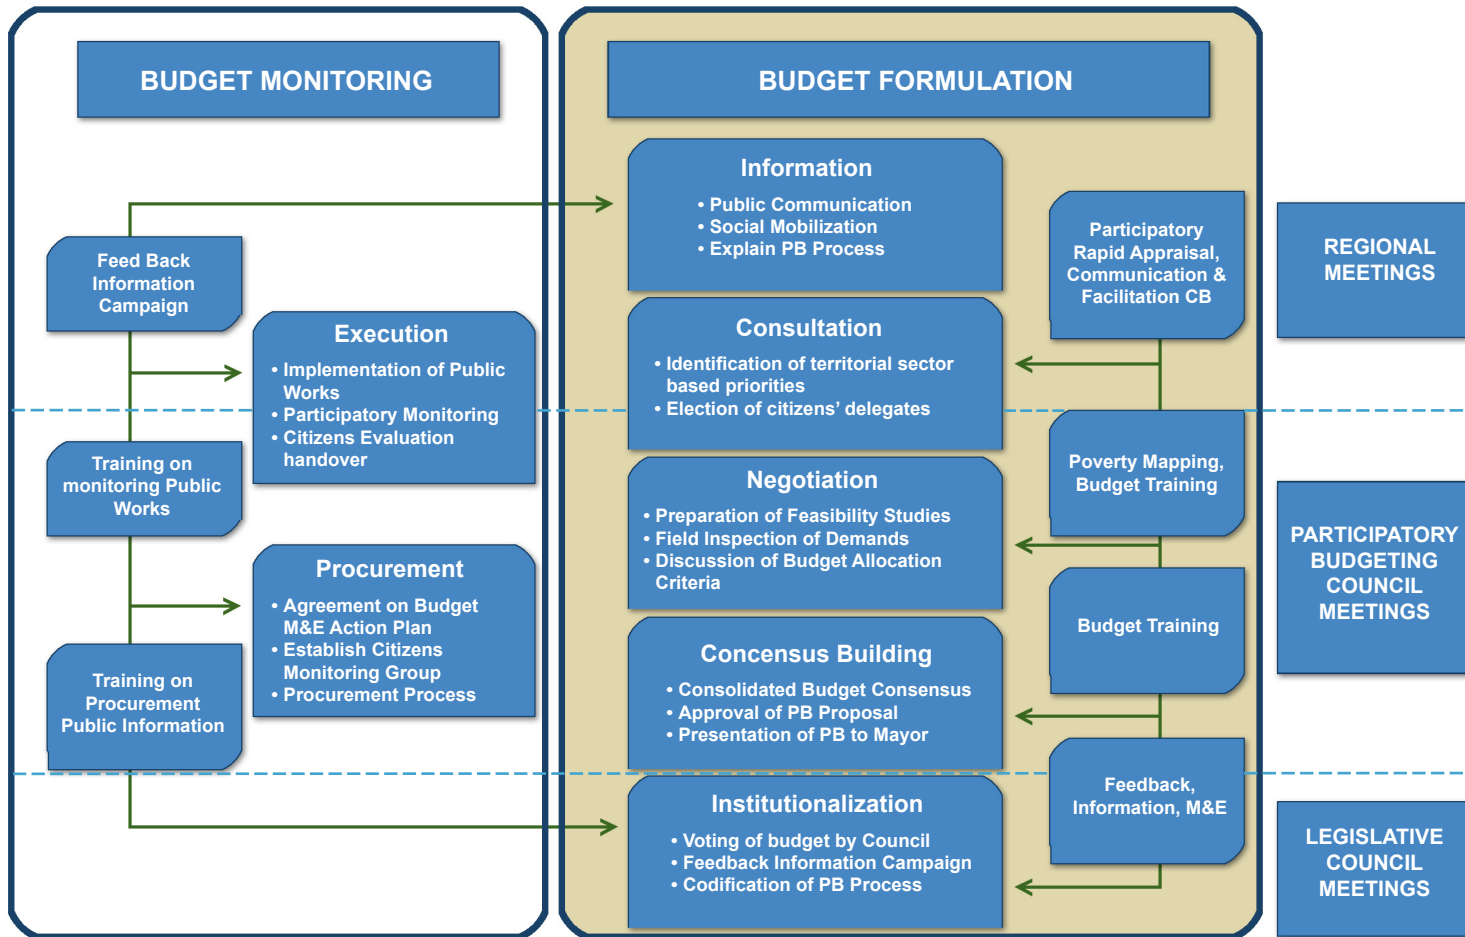 BUDGET MONITORING
Feed Back
Information
Campaign
Execution
• Implementation of Public
Works
• Participatory Monitoring
• Citizens Evaluation
handover
Training on
monitoring Public
Works
Procurement
• Agreement on Budget
M&E Action Plan
• Establish Citizens
Monitoring Group
• Procurement Process
Training on
Procurement
Public Information
BUDGET FORMULATION
Information
• Public Communication
• Social Mobilization
• Explain PB Process
Participatory
Rapid Appraisal,
Communication &
Facilitation CB
Consultation
• Identification of territorial sector
based priorities
• Election of citizens’ delegates
Poverty Mapping,
Budget Training
Negotiation
• Preparation of Feasibility Studies
• Field Inspection of Demands
• Discussion of Budget Allocation
Criteria
Budget Training
Concensus Building
• Consolidated Budget Consensus
• Approval of PB Proposal
• Presentation of PB to Mayor
Feedback,
Information, M&E
Institutionalization
• Voting of budget by Council
• Feedback Information Campaign
• Codification of PB Process
REGIONAL
MEETINGS
PARTICIPATORY
BUDGETING
COUNCIL
MEETINGS
LEGISLATIVE
COUNCIL
MEETINGS